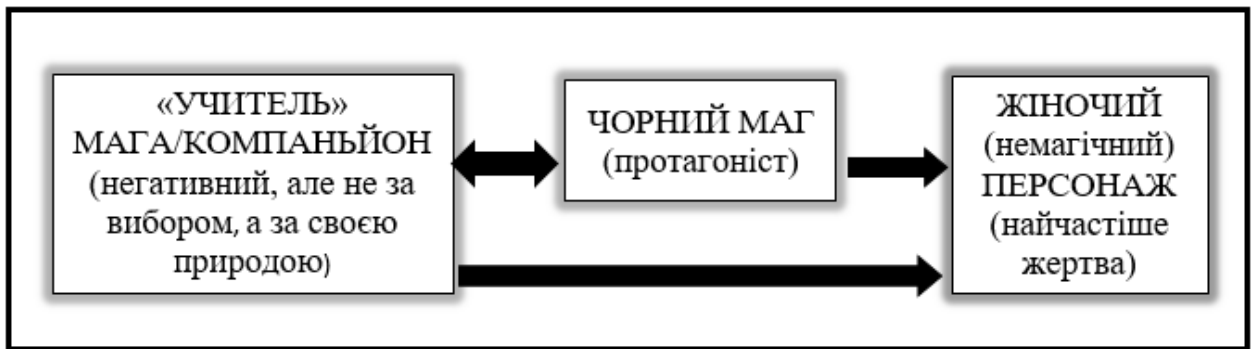 «УЧИТЕЛЬ»
МАГА/КОМПАНЬЙОН
(негативний, але не за
вибором, а за своєю
природою)
ЧОРНИЙ МАГ
(протагоніст)
ЖІНОЧИЙ
(немагічний)
ПЕРСОНАЖ
(найчастіше
жертва)